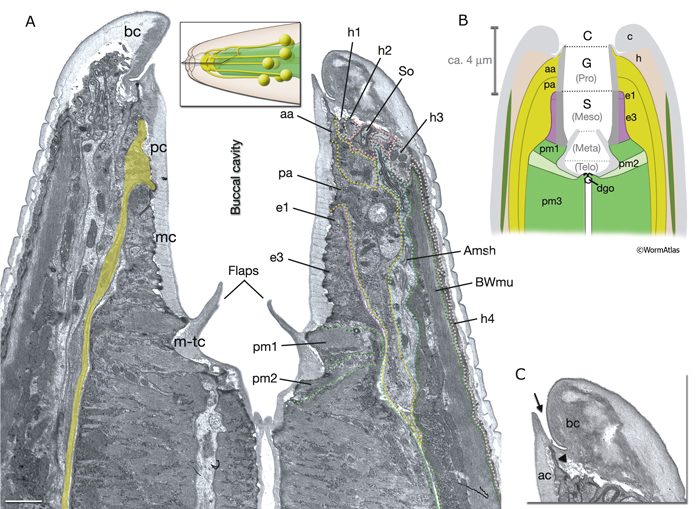 A
bc
pc
mc
Flaps
m-tc
Buccal cavity
h1
h2
So
aa
h3
pa
e1
e3
Amsh
BWmu
h4
pm1
pm2
B
ca. 4 µm
C
c
G
(Pro)
h
aa
pa
S
(Meso)
e1
e3
pm1
(Meta)
pm2
(Telo)
dgo
pm3
©WormAtlas
C
bc
ac